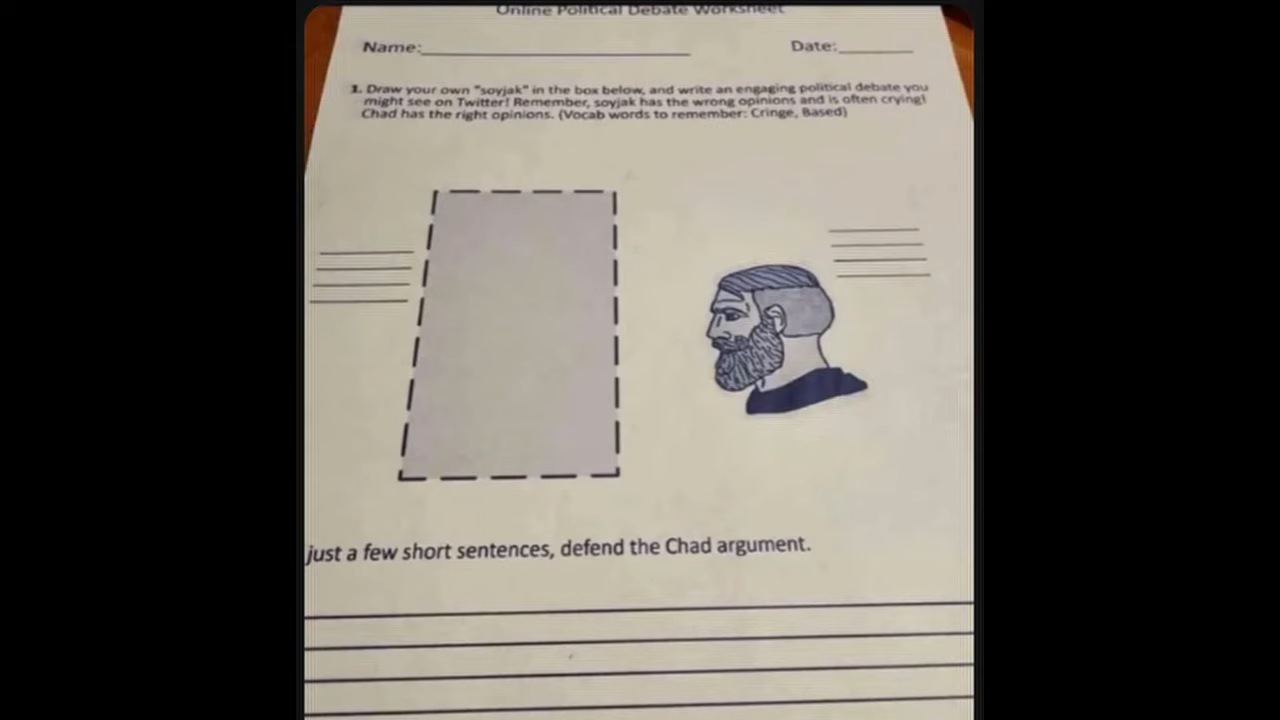 Online Political Debate Worksheet
Name:
Date:
1. Draw your own "soyjak" in the box below, and write an engaging political debate you
might see on Twitter! Remember, soyjak has the wrong opinions and is often crying!
Chad has the right opinions. (Vocab words to remember: Cringe, Based)
just a few short sentences, defend the Chad argument.